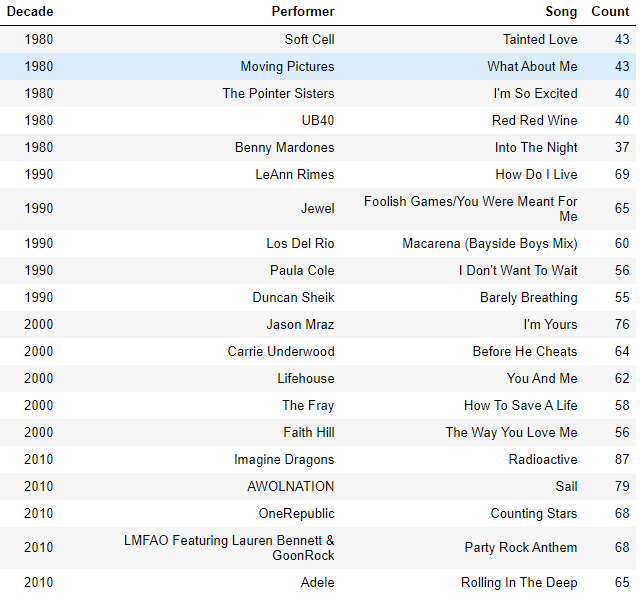 Decade Performer Song Count
1980 Soft Cell Tainted Love 43
1980 Moving Pictures What About Me 43
1980 The Pointer Sisters I'm So Excited 40
1980 UB40 Red Red Wine 40
1980 Benny Mardones Into The Night 37
1990 LeAnn Rimes How Do I Live 69
1990 Jewel Foolish Games/You Were Meant For
Me 65
1990 Los Del Rio Macarena (Bayside Boys Mix) 60
1990 Paula Cole I Don't Want To Wait 56
1990 Duncan Sheik Barely Breathing 55
2000 Jason Mraz I'm Yours 76
2000 Carrie Underwood Before He Cheats 64
2000 Lifehouse You And Me 62
2000 The Fray How To Save A Life 58
2000 Faith Hill The Way You Love Me 56
2010 Imagine Dragons Radioactive 87
2010 AWOLNATION Sail 79
2010 OneRepublic Counting Stars 68
2010 LMFAO Featuring Lauren Bennett &
GoonRock Party Rock Anthem 68
2010 Adele Rolling In The Deep 65